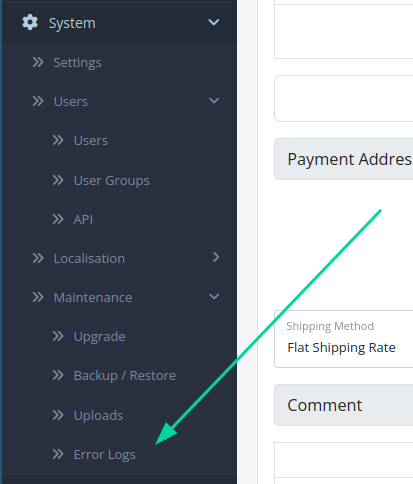 System
Settings
Users
Users
User Groups
API
Localisation
Maintenance
Upgrade
Backup / Restore
Uploads
Error Logs
Payment Addres
Shipping Method
Flat Shipping Rate
Comment